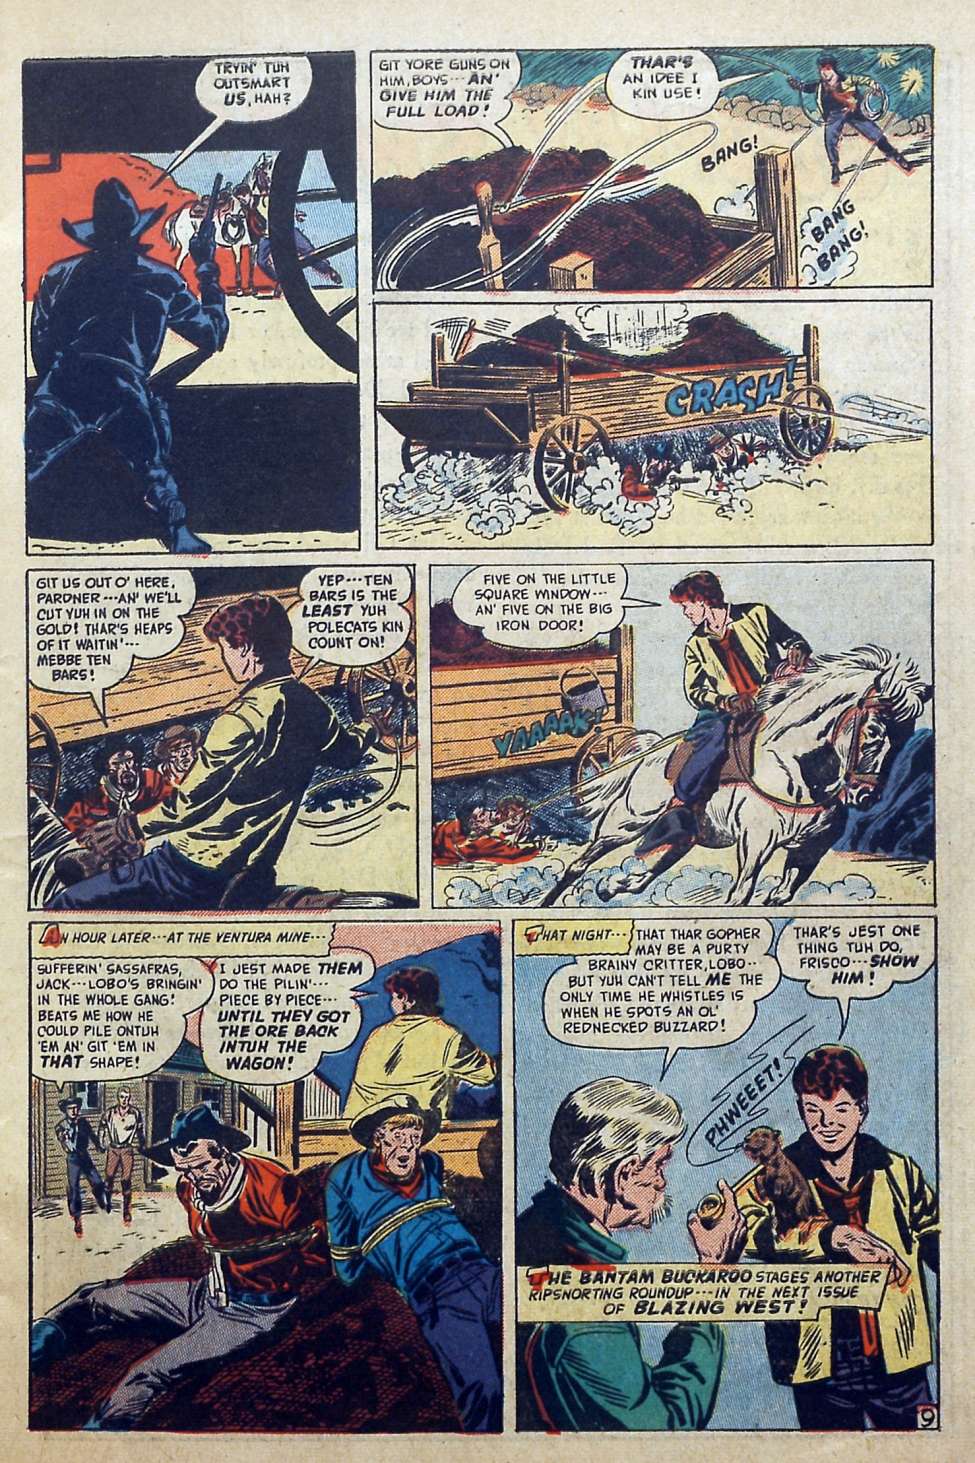 TRYIN' TUH
OUTSMART
US, HAH?
GIT YORE GUNS ON
HIM, BOYS--- AN'
GIVE HIM THE
FULL LOAD!
THAR'S
AN IDEE I
KIN USE!
BANG!
BANG
BANG!
CRASH!
GIT US OUT O' HERE,
PARDNER---AN' WE'LL
CUT YUH IN ON THE
GOLD! THAR'S HEAPS
OF IT WAITIN'---
MEBBE TEN
BARS!
YEP---TEN
BARS IS THE
LEAST YUH
POLECATS KIN
COUNT ON!
FIVE ON THE LITTLE
SQUARE WINDOW---
AN' FIVE ON THE BIG
IRON DOOR!
YAAAAK!
AN HOUR LATER---AT THE VENTURA MINE---
SUFFERIN' SASSAFRAS,
JACK---LOBO'S BRINGIN'
IN THE WHOLE GANG!
BEATS ME HOW HE
COULD PILE ONTUH
'EM AN' GIT 'EM IN
THAT SHAPE!
I JEST MADE THEM
DO THE PILIN'---
PIECE BY PIECE---
UNTIL THEY GOT
THE ORE BACK
INTUH THE
WAGON!
THAT NIGHT---
THAT THAR GOPHER
MAY BE A PURTY
BRAINY CRITTER, LOBO--
BUT YUH CAN'T TELL ME THE
ONLY TIME HE WHISTLES IS
WHEN HE SPOTS AN OL'
REDNECKED BUZZARD!
THAR'S JEST ONE
THING TUH DO,
FRISCO---SHOW
HIM!
PHWEEET!
THE BANTAM BUCKAROO STAGES ANOTHER
RIPSNORTING ROUNDUP---IN THE NEXT ISSUE
OF BLAZING WEST!
9